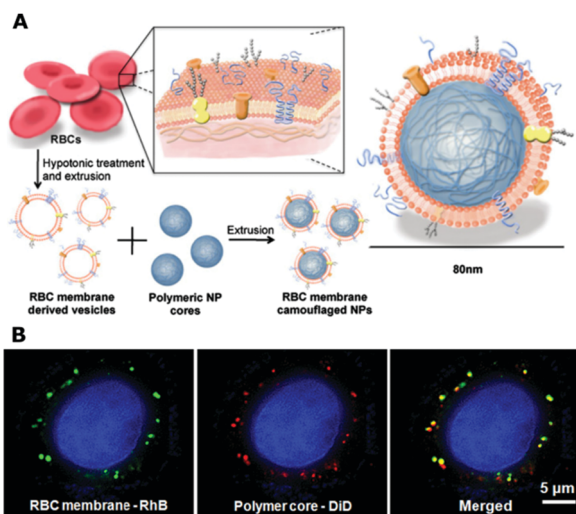 A
RBCs
Hypotonic treatment
and extrusion
Extrusion
RBC membrane
derived vesicles
Polymeric NP
cores
RBC membrane
camouflaged NPs
80nm
B
RBC membrane - RhB
Polymer core - DiD
Merged
5 µm